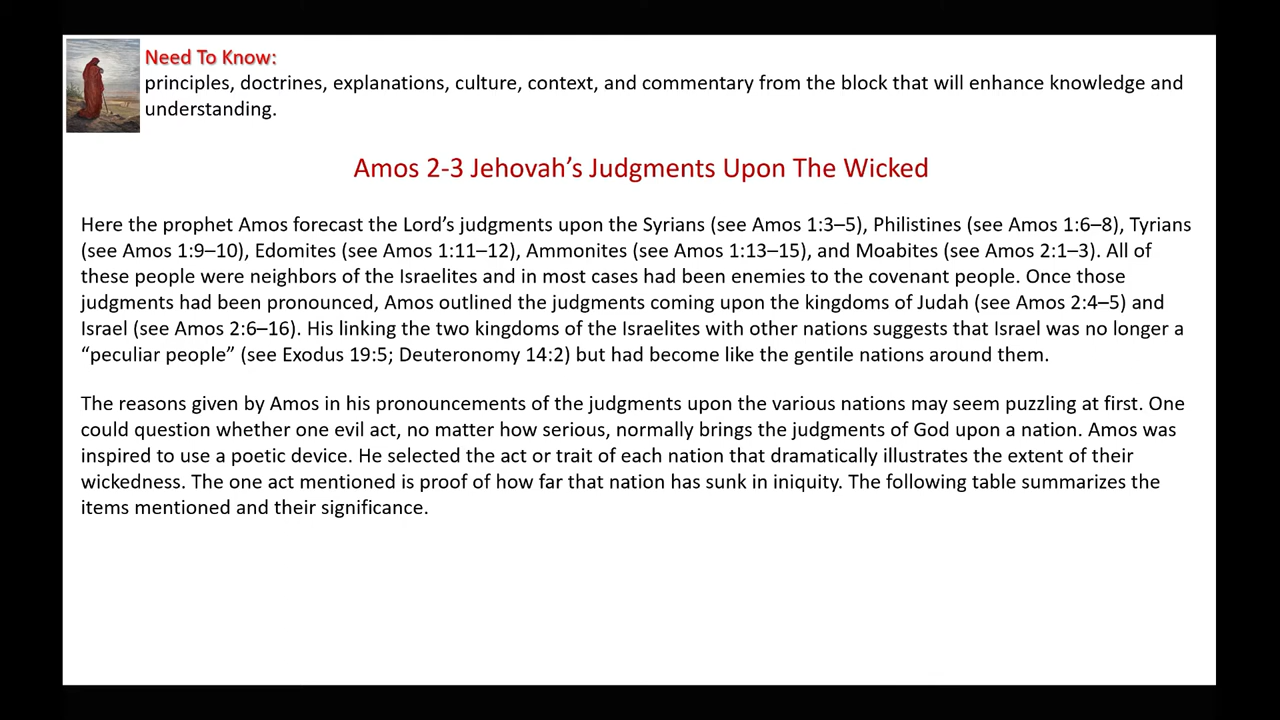 Need To Know:
principles, doctrines, explanations, culture, context, and commentary from the block that will enhance knowledge and
understanding.
Amos 2-3 Jehovah’s Judgments Upon The Wicked
Here the prophet Amos forecast the Lord’s judgments upon the Syrians (see Amos 1:3–5), Philistines (see Amos 1:6–8), Tyrians
(see Amos 1:9–10), Edomites (see Amos 1:11–12), Ammonites (see Amos 1:13–15), and Moabites (see Amos 2:1–3). All of
these people were neighbors of the Israelites and in most cases had been enemies to the covenant people. Once those
judgments had been pronounced, Amos outlined the judgments coming upon the kingdoms of Judah (see Amos 2:4–5) and
Israel (see Amos 2:6–16). His linking the two kingdoms of the Israelites with other nations suggests that Israel was no longer a
“peculiar people” (see Exodus 19:5; Deuteronomy 14:2) but had become like the gentile nations around them.
The reasons given by Amos in his pronouncements of the judgments upon the various nations may seem puzzling at first. One
could question whether one evil act, no matter how serious, normally brings the judgments of God upon a nation. Amos was
inspired to use a poetic device. He selected the act or trait of each nation that dramatically illustrates the extent of their
wickedness. The one act mentioned is proof of how far that nation has sunk in iniquity. The following table summarizes the
items mentioned and their significance.